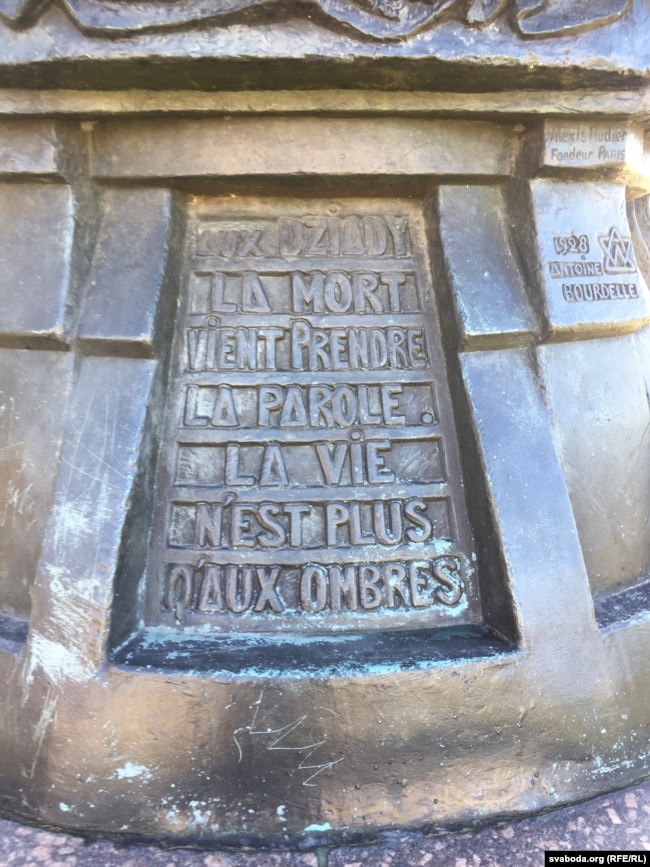 Alexis Rudier
Fondeur PARIS
1928
ANTOINE
BOURDELLE
AUX DZIADY
LA MORT
VIENT PRENDRE
LA PAROLE.
LA VIE
N'EST PLUS
Q'AUX OMBRES
svaboda.org (RFE/RL)